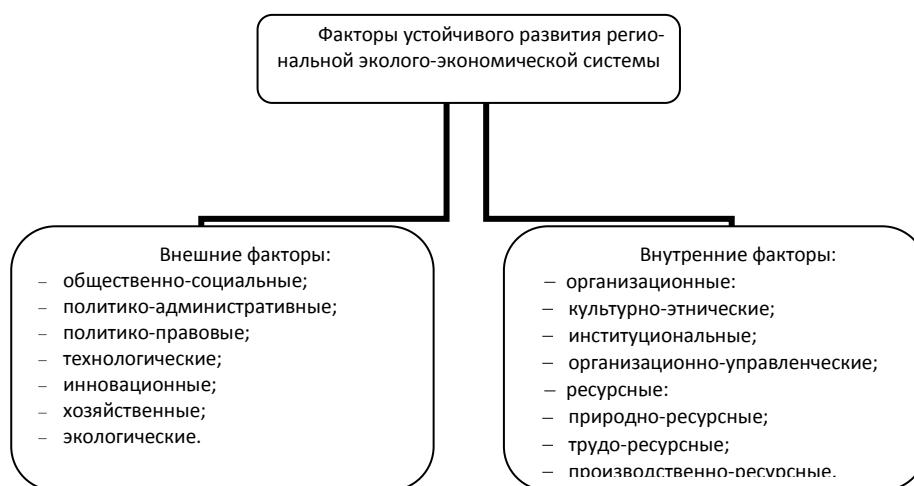 Факторы устойчивого развития регио-
нальной эколого-экономической системы
Внешние факторы:
– общественно-социальные;
– политико-административные;
– политико-правовые;
– технологические;
– инновационные;
– хозяйственные;
– экологические.
Внутренние факторы:
– организационные:
– культурно-этнические;
– институциональные;
– организационно-управленческие;
– ресурсные:
– природно-ресурсные;
– трудо-ресурсные;
– производственно-ресурсные.